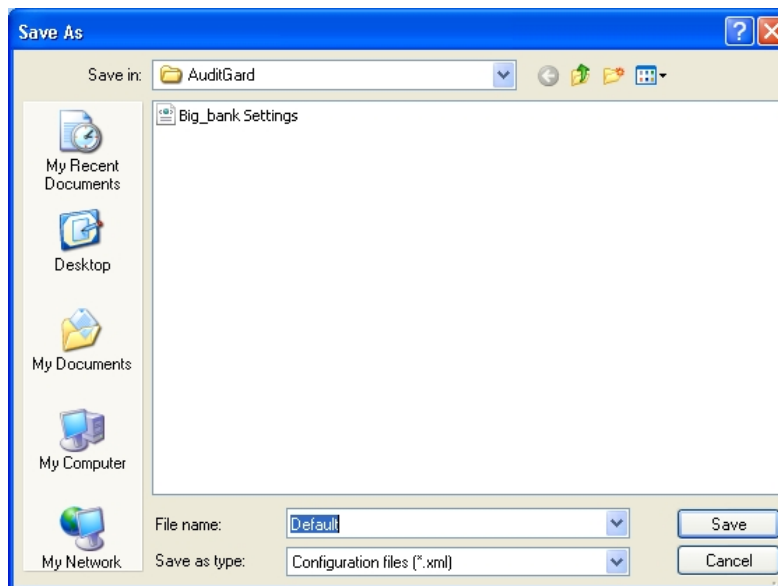 Save As
Save in: AuditGard
Big_bank Settings
My Recent
Documents
Desktop
My Documents
My Computer
My Network
File name: Default Save
Save as type: Configuration files (*.xml) Cancel